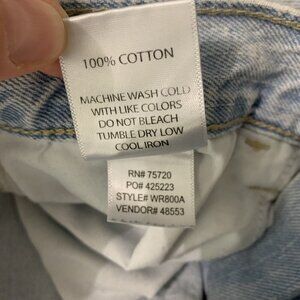 100% COTTON
MACHINE WASH COLD
WITH LIKE COLORS
DO NOT BLEACH
TUMBLE DRY LOW
COOL IRON
RN# 75720
PO# 425223
STYLE# WR800A
VENDOR# 48553